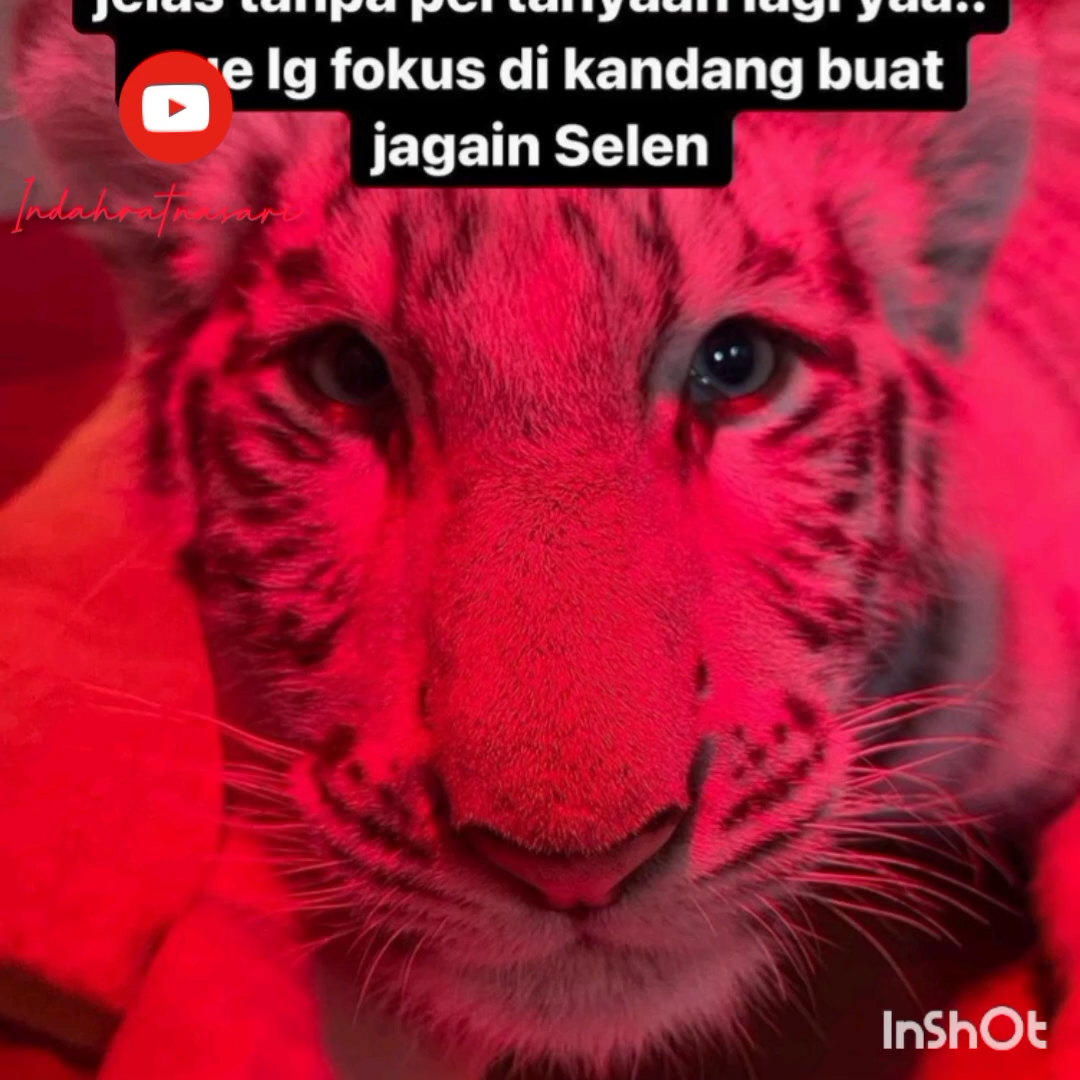 jelas tanpa pertanyaan lagi yaa..
lg fokus di kandang buat
jagain Selen
Indahratnasari
InShOt